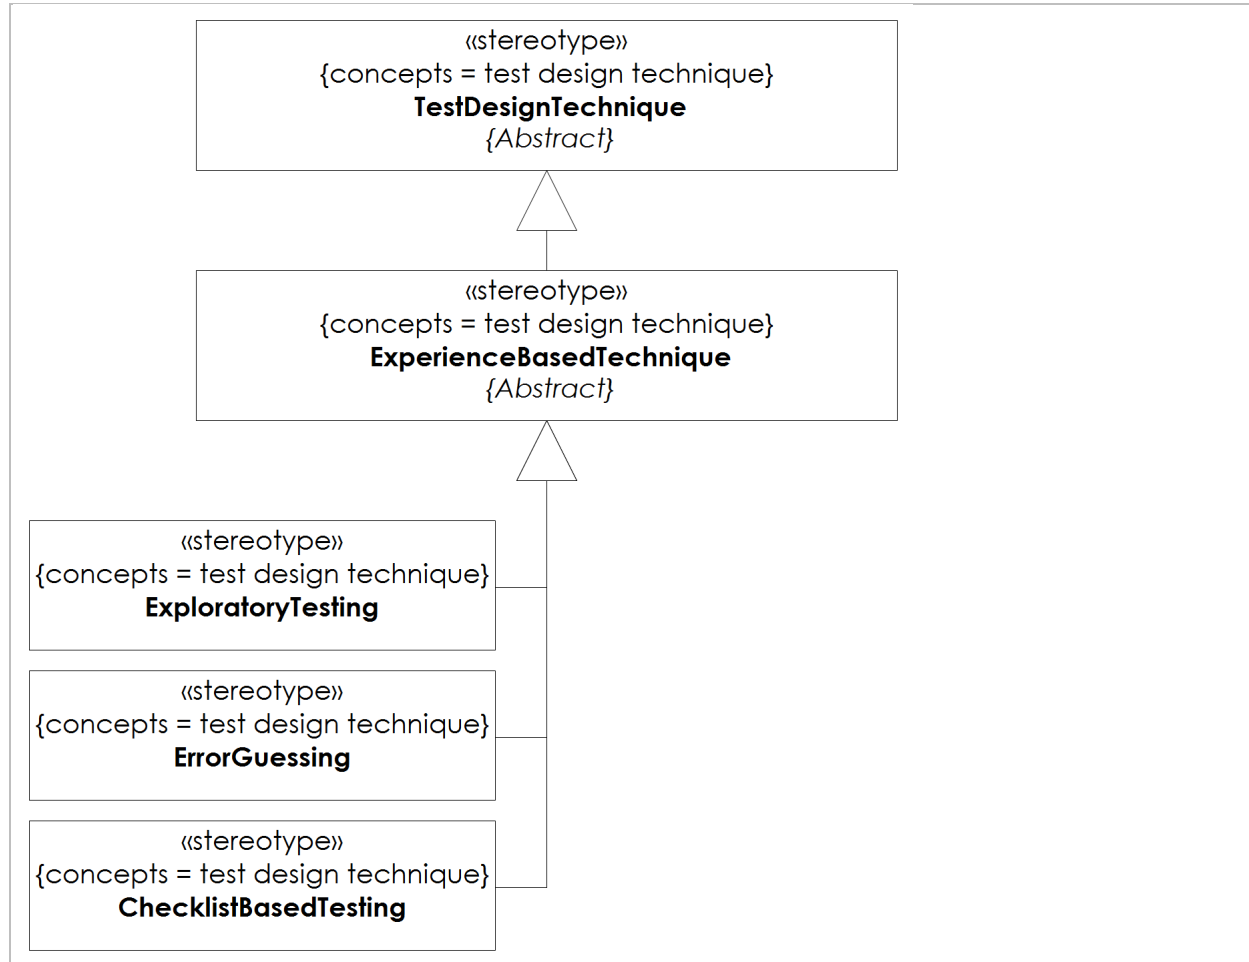 «stereotype»
{concepts = test design technique}
TestDesignTechnique
{Abstract}
«stereotype»
{concepts = test design technique}
ExperienceBasedTechnique
{Abstract}
«stereotype»
{concepts = test design technique}
ExploratoryTesting
«stereotype»
{concepts = test design technique}
ErrorGuessing
«stereotype»
{concepts = test design technique}
ChecklistBasedTesting